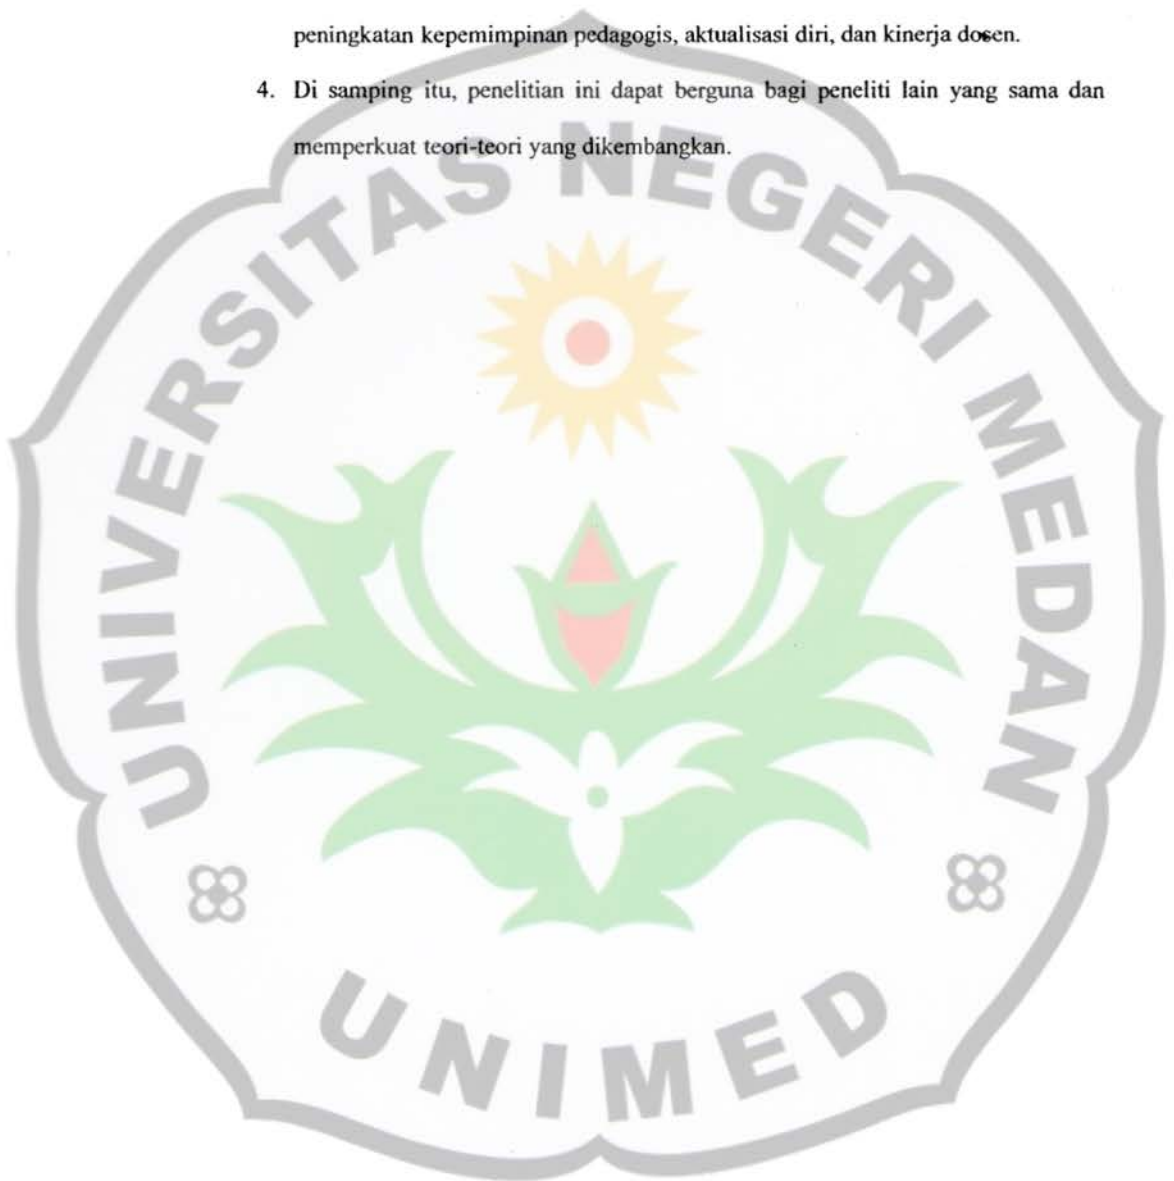 peningkatan kepemimpinan pedagogis, aktualisasi diri, dan kinerja dosen.
4. Di samping itu, penelitian ini dapat berguna bagi peneliti lain yang sama dan
memperkuat teori-teori yang dikembangkan.
UNIVERSITAS NEGERI MEDAN
UNIMED